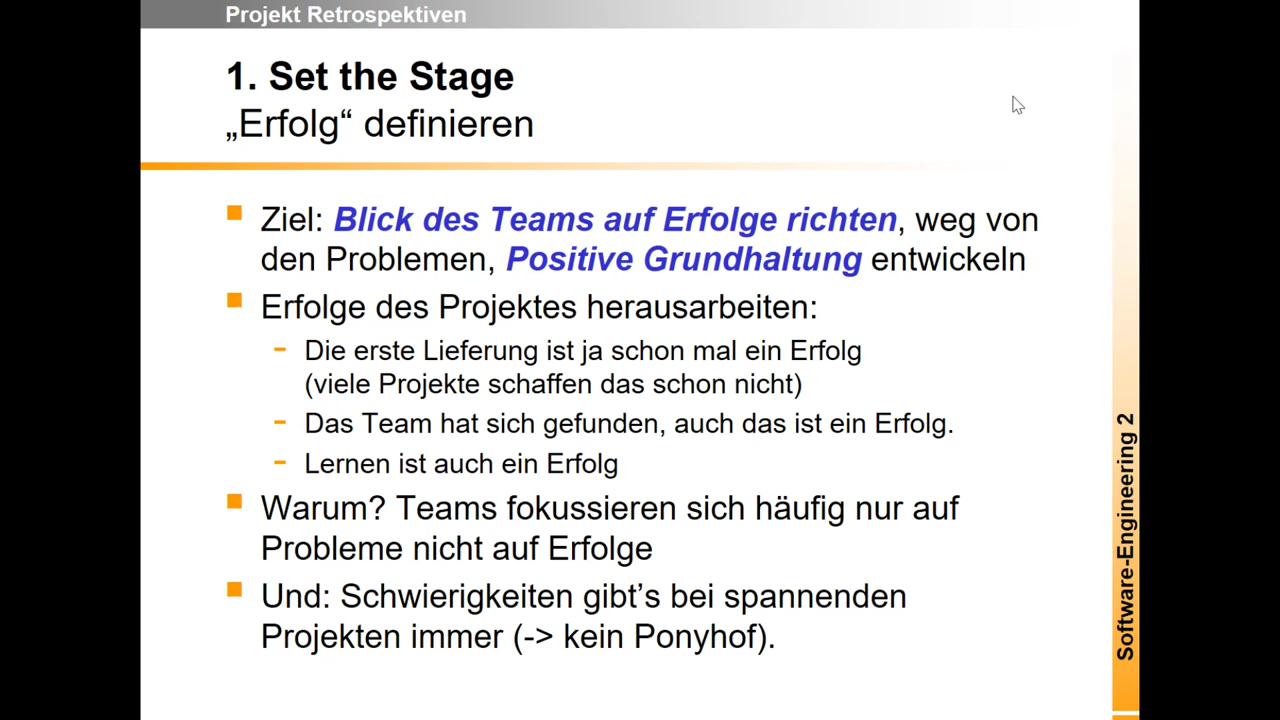 Projekt Retrospektiven
1. Set the Stage
„Erfolg“ definieren
Ziel: Blick des Teams auf Erfolge richten, weg von
den Problemen, Positive Grundhaltung entwickeln
Erfolge des Projektes herausarbeiten:
Die erste Lieferung ist ja schon mal ein Erfolg
(viele Projekte schaffen das schon nicht)
Das Team hat sich gefunden, auch das ist ein Erfolg.
Lernen ist auch ein Erfolg
Warum? Teams fokussieren sich häufig nur auf
Probleme nicht auf Erfolge
Und: Schwierigkeiten gibt’s bei spannenden
Projekten immer (-> kein Ponyhof).
Software-Engineering 2